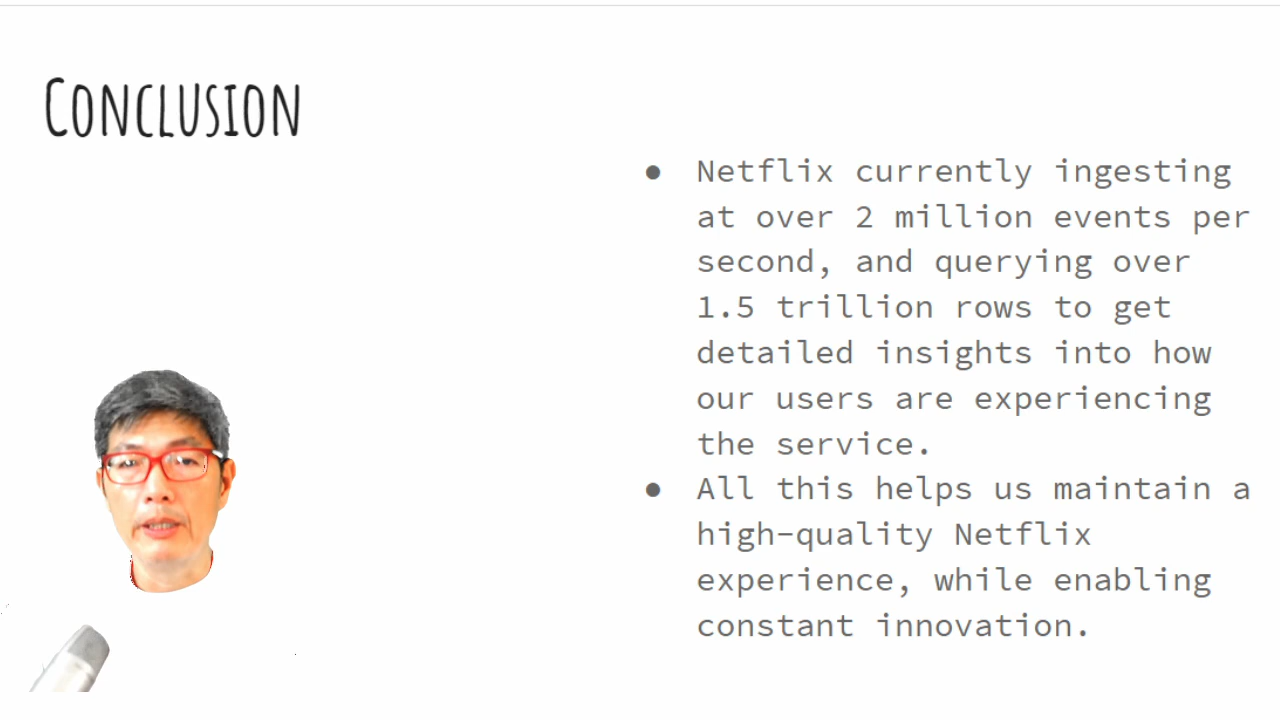 Conclusion
● Netflix currently ingesting
at over 2 million events per
second, and querying over
1.5 trillion rows to get
detailed insights into how
our users are experiencing
the service.
● All this helps us maintain a
high-quality Netflix
experience, while enabling
constant innovation.